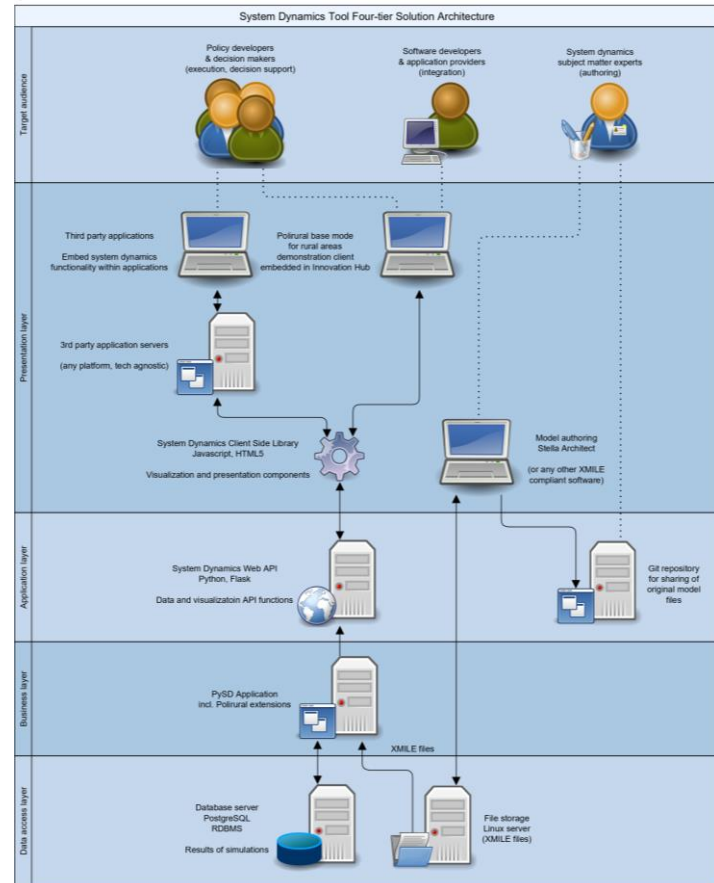 System Dynamics Tool Four-tier Solution Architecture
Target audience
Policy developers
& decision makers
(execution, decision support)
Software developers
& application providers
(integration)
System dynamics
subject matter experts
(authoring)
Presentation layer
Third party applications
Embed system dynamics
functionality within applications
Polirural base mode
for rural areas
demonstration client
embedded in Innovation Hub
3rd party application servers
(any platform, tech agnostic)
System Dynamics Client Side Library
Javascript, HTML5
Visualization and presentation components
Model authoring
Stella Architect
(or any other XMILE
compliant software)
Application layer
System Dynamics Web API
Python, Flask
Data and visualizatoin API functions
Git repository
for sharing of
original model
files
Business layer
PySD Application
incl. Polirural extensions
XMILE files
Data access layer
Database server
PostgreSQL
RDBMS
Results of simulations
File storage
Linux server
(XMILE files)